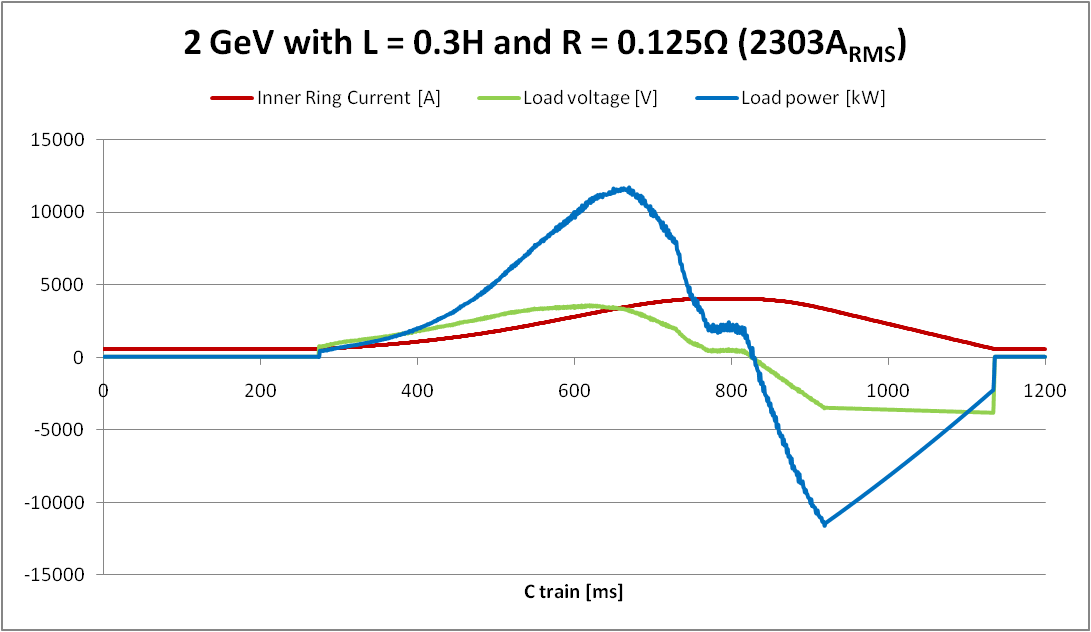 2 GeV with L = 0.3H and R = 0.125Ω (2303A_RMS)
Inner Ring Current [A] Load voltage [V] Load power [kW]
15000
10000
5000
0
0 200 400 600 800 1000 1200
-5000
-10000
-15000
C train [ms]